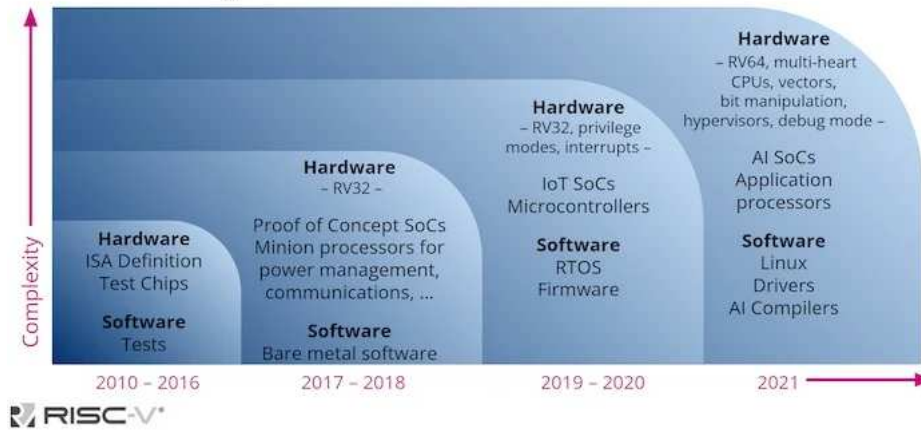 Complexity
Hardware
ISA Definition
Test Chips
Software
Tests
Hardware
– RV32 –
Proof of Concept SoCs
Minion processors for
power management,
communications, ...
Software
Bare metal software
Hardware
– RV32, privilege
modes, interrupts –
IoT SoCs
Microcontrollers
Software
RTOS
Firmware
Hardware
– RV64, multi-heart
CPUs, vectors,
bit manipulation,
hypervisors, debug mode –
AI SoCs
Application
processors
Software
Linux
Drivers
AI Compilers
2010 – 2016
2017 – 2018
2019 – 2020
2021
RISC-V®